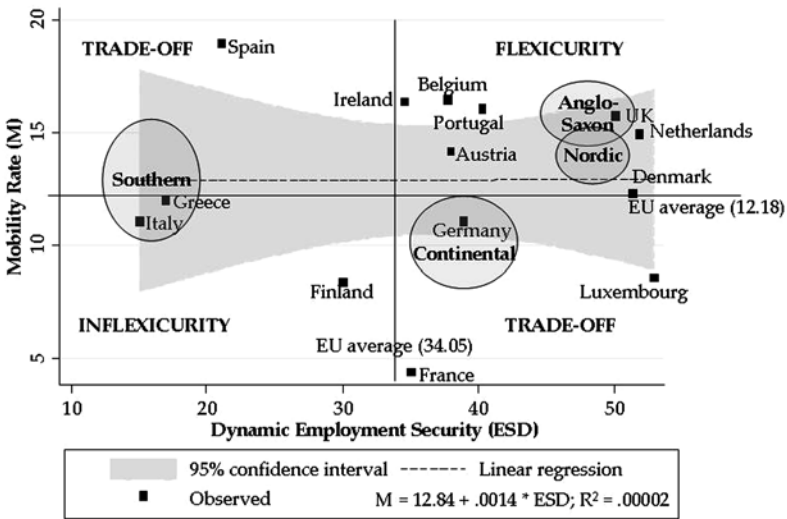 20
TRADE-OFF
Spain
FLEXICURITY
Ireland
Belgium
Portugal
Anglo-
Saxon
UK
Netherlands
15
Austria
Nordic
Southern
Denmark
Greece
EU average (12.18)
Italy
Germany
Continental
10
Finland
Luxembourg
INFLEXICURITY
TRADE-OFF
EU average (34.05)
5
France
Mobility Rate (M)
10 20 30 40 50
Dynamic Employment Security (ESD)
95% confidence interval Linear regression
Observed M = 12.84 + .0014 * ESD; R² = .00002